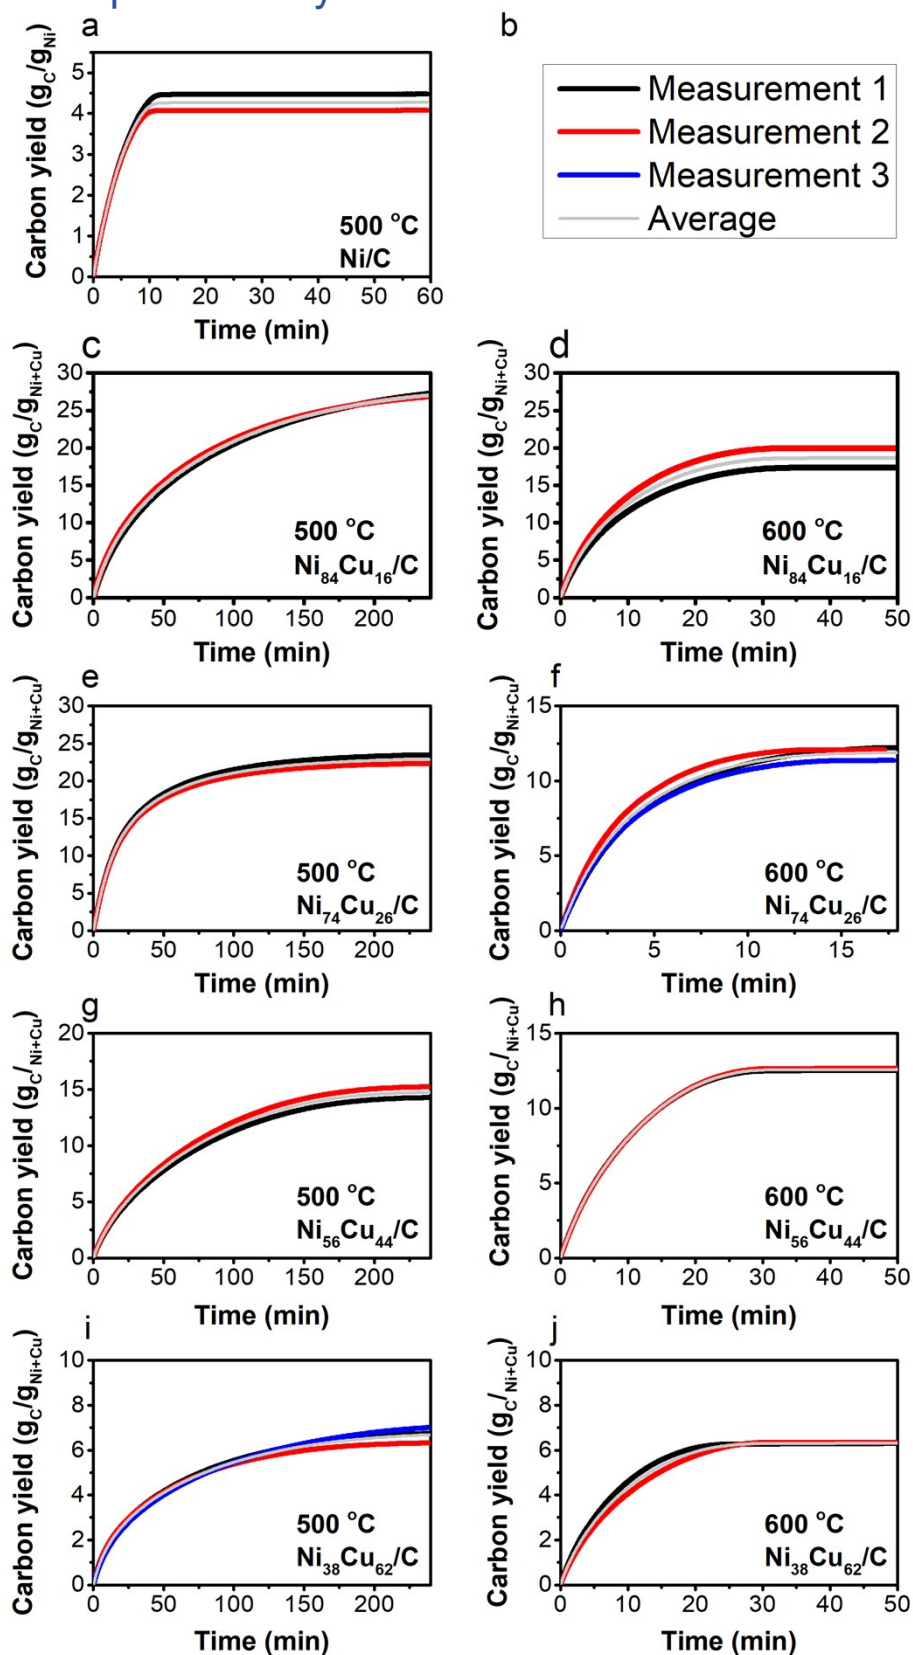 a
b
Carbon yield (gC/gNi)
5
4
3
2
1
0
500 °C
Ni/C
0 10 20 30 40 50 60
Time (min)
Measurement 1
Measurement 2
Measurement 3
Average
c
Carbon yield (gC/gNi+Cu)
30
25
20
15
10
5
0
500 °C
Ni84Cu16/C
0 50 100 150 200
Time (min)
d
Carbon yield (gC/gNi+Cu)
30
25
20
15
10
5
0
600 °C
Ni84Cu16/C
0 10 20 30 40 50
Time (min)
e
Carbon yield (gC/gNi+Cu)
30
25
20
15
10
5
0
500 °C
Ni74Cu26/C
0 50 100 150 200
Time (min)
f
Carbon yield (gC/gNi+Cu)
15
10
5
0
600 °C
Ni74Cu26/C
0 5 10 15
Time (min)
g
Carbon yield (gC/Ni+Cu)
20
15
10
5
0
500 °C
Ni56Cu44/C
0 50 100 150 200
Time (min)
h
Carbon yield (gC/Ni+Cu)
15
10
5
0
600 °C
Ni56Cu44/C
0 10 20 30 40 50
Time (min)
i
Carbon yield (gC/gNi+Cu)
10
8
6
4
2
0
500 °C
Ni38Cu62/C
0 50 100 150 200
Time (min)
j
Carbon yield (gC/Ni+Cu)
10
8
6
4
2
0
600 °C
Ni38Cu62/C
0 10 20 30 40 50
Time (min)